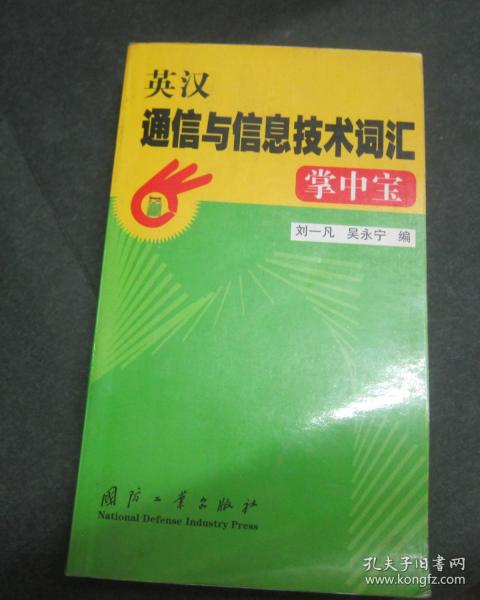 英汉
通信与信息技术词汇
掌中宝
刘一凡 吴永宁 编
国防工业出版社
National Defense Industry Press
孔夫子旧书网
www.kongfz.com